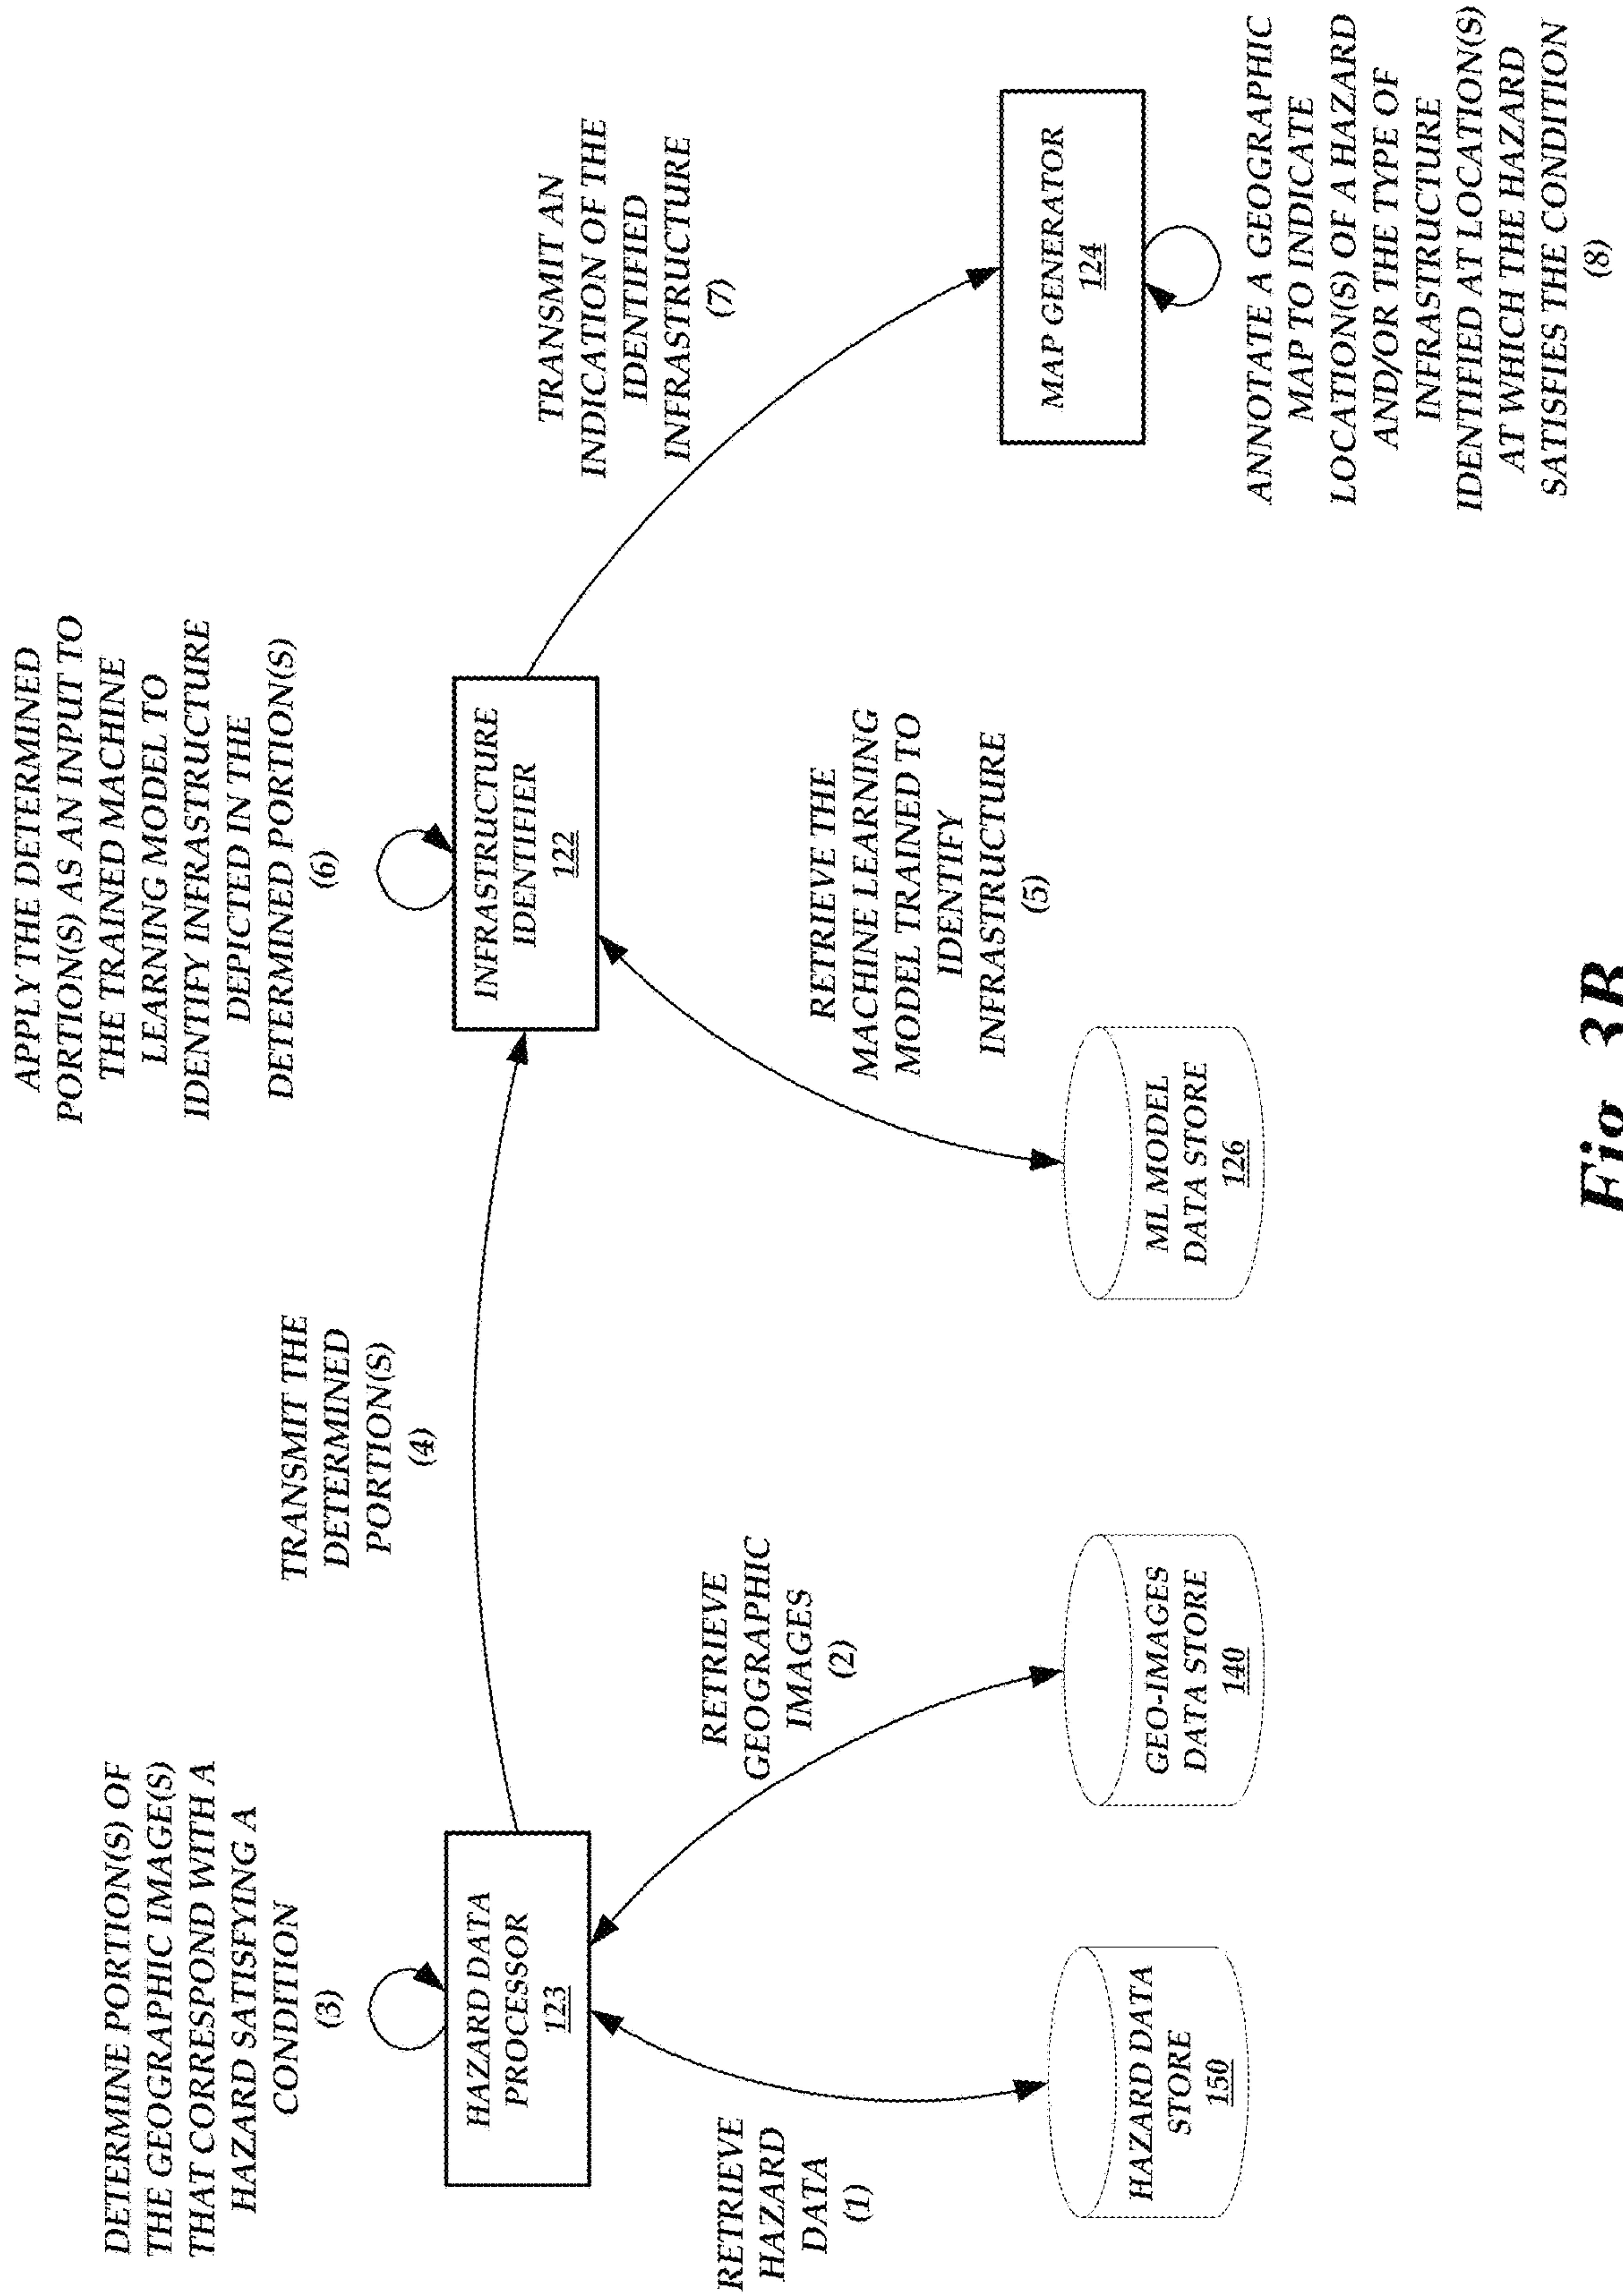 DETERMINE PORTION(S) OF
THE GEOGRAPHIC IMAGE(S)
THAT CORRESPOND WITH A
HAZARD SATISFYING A
CONDITION
(3)
HAZARD DATA
PROCESSOR
123
RETRIEVE
HAZARD
DATA
(1)
HAZARD DATA
STORE
150
RETRIEVE
GEOGRAPHIC
IMAGES
(2)
GEO-IMAGES
DATA STORE
140
TRANSMIT THE
DETERMINED
PORTION(S)
(4)
APPLY THE DETERMINED
PORTION(S) AS AN INPUT TO
THE TRAINED MACHINE
LEARNING MODEL TO
IDENTIFY INFRASTRUCTURE
DEPICTED IN THE
DETERMINED PORTION(S)
(6)
INFRASTRUCTURE
IDENTIFIER
122
RETRIEVE THE
MACHINE LEARNING
MODEL TRAINED TO
IDENTIFY
INFRASTRUCTURE
(5)
ML MODEL
DATA STORE
126
TRANSMIT AN
INDICATION OF THE
IDENTIFIED
INFRASTRUCTURE
(7)
MAP GENERATOR
124
ANNOTATE A GEOGRAPHIC
MAP TO INDICATE
LOCATION(S) OF A HAZARD
AND/OR THE TYPE OF
INFRASTRUCTURE
IDENTIFIED AT LOCATION(S)
AT WHICH THE HAZARD
SATISFIES THE CONDITION
(8)
Fig. 3B